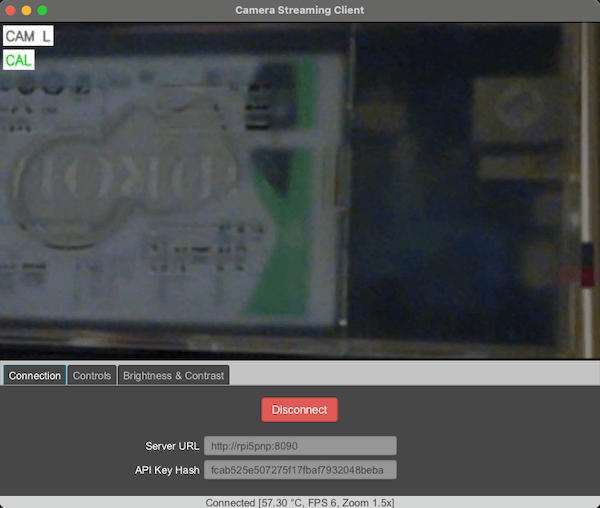 Camera Streaming Client
CAM L
CAL
Connection Controls Brightness & Contrast
Disconnect
Server URL http://rpi5pnp:8090
API Key Hash fcab525e507275f17fbaf7932048beba
Connected [57.30 °C, FPS 6, Zoom 1.5x]